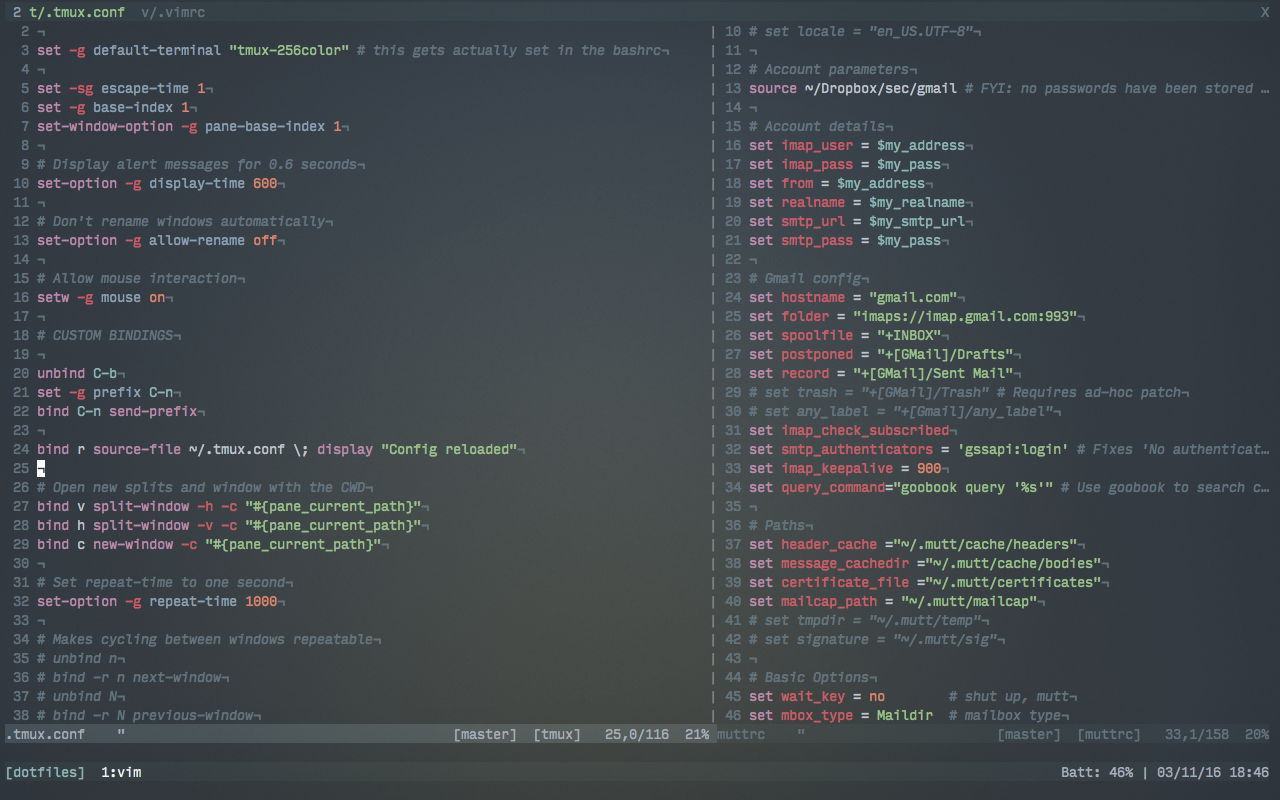 2 t/.tmux.conf  v/.vimrc X
2 ¬
3 set -g default-terminal "tmux-256color" # this gets actually set in the bashrc¬
4 ¬
5 set -sg escape-time 1¬
6 set -g base-index 1¬
7 set-window-option -g pane-base-index 1¬
8 ¬
9 # Display alert messages for 0.6 seconds¬
10 set-option -g display-time 600¬
11 ¬
12 # Don't rename windows automatically¬
13 set-option -g allow-rename off¬
14 ¬
15 # Allow mouse interaction¬
16 setw -g mouse on¬
17 ¬
18 # CUSTOM BINDINGS¬
19 ¬
20 unbind C-b¬
21 set -g prefix C-n¬
22 bind C-n send-prefix¬
23 ¬
24 bind r source-file ~/.tmux.conf \; display "Config reloaded"¬
25 ¬
26 # Open new splits and window with the CWD¬
27 bind v split-window -h -c "#{pane_current_path}"¬
28 bind h split-window -v -c "#{pane_current_path}"¬
29 bind c new-window -c "#{pane_current_path}"¬
30 ¬
31 # Set repeat-time to one second¬
32 set-option -g repeat-time 1000¬
33 ¬
34 # Makes cycling between windows repeatable¬
35 # unbind n¬
36 # bind -r n next-window¬
37 # unbind N¬
38 # bind -r N previous-window¬
.tmux.conf    " [master]  [tmux]   25,0/116  21%
10 # set locale = "en_US.UTF-8"¬
11 ¬
12 # Account parameters¬
13 source ~/Dropbox/sec/gmail # FYI: no passwords have been stored …
14 ¬
15 # Account details¬
16 set imap_user = $my_address¬
17 set imap_pass = $my_pass¬
18 set from = $my_address¬
19 set realname = $my_realname¬
20 set smtp_url = $my_smtp_url¬
21 set smtp_pass = $my_pass¬
22 ¬
23 # Gmail config¬
24 set hostname = "gmail.com"¬
25 set folder = "imaps://imap.gmail.com:993"¬
26 set spoolfile = "+INBOX"¬
27 set postponed = "+[GMail]/Drafts"¬
28 set record = "+[GMail]/Sent Mail"¬
29 # set trash = "+[GMail]/Trash" # Requires ad-hoc patch¬
30 # set any_label = "+[Gmail]/any_label"¬
31 set imap_check_subscribed¬
32 set smtp_authenticators = 'gssapi:login' # Fixes 'No authenticat…
33 set imap_keepalive = 900¬
34 set query_command="goobook query '%s'" # Use goobook to search c…
35 ¬
36 # Paths¬
37 set header_cache ="~/.mutt/cache/headers"¬
38 set message_cachedir ="~/.mutt/cache/bodies"¬
39 set certificate_file ="~/.mutt/certificates"¬
40 set mailcap_path = "~/.mutt/mailcap"¬
41 # set tmpdir = "~/.mutt/temp"¬
42 # set signature = "~/.mutt/sig"¬
43 ¬
44 # Basic Options¬
45 set wait_key = no        # shut up, mutt¬
46 set mbox_type = Maildir  # mailbox type¬
muttrc    " [master]  [muttrc]   33,1/158  20%
[dotfiles]  1:vim Batt: 46% | 03/11/16 18:46